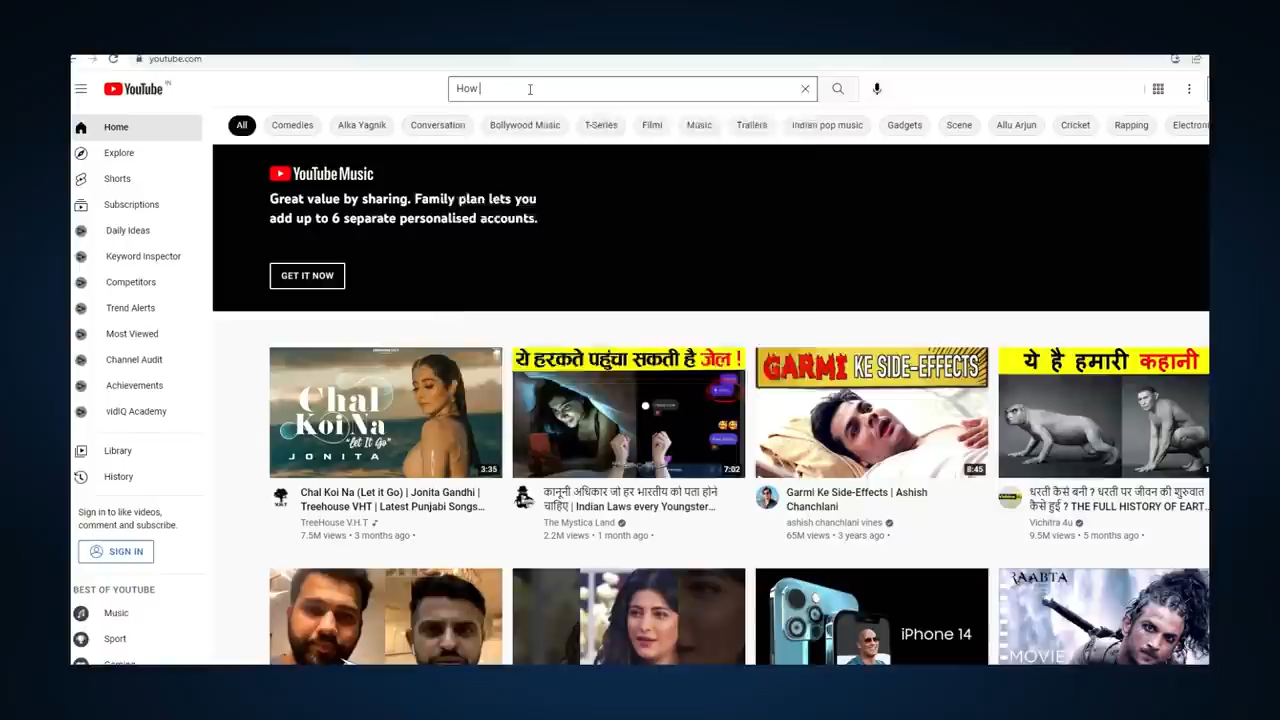 youtube.com
YouTube IN
How
All
Comedies
Alka Yagnik
Conversation
Bollywood Music
T-Series
Filmi
Music
Trailers
Indian pop music
Gadgets
Scene
Allu Arjun
Cricket
Rapping
Electron
Home
Explore
Shorts
Subscriptions
Daily Ideas
Keyword Inspector
Competitors
Trend Alerts
Most Viewed
Channel Audit
Achievements
vidIQ Academy
Library
History
Sign in to like videos,
comment and subscribe.
SIGN IN
BEST OF YOUTUBE
Music
Sport
YouTube Music
Great value by sharing. Family plan lets you
add up to 6 separate personalised accounts.
GET IT NOW
Chal
Koi Na
"Let It Go"
JONITA
3:35
Chal Koi Na (Let it Go) | Jonita Gandhi |
Treehouse VHT | Latest Punjabi Songs...
TreeHouse V.H.T
7.5M views • 3 months ago
ये हरकते पहुंचा सकती है जेल !
7:02
कानूनी अधिकार जो हर भारतीय को पता होने
चाहिए | Indian Laws every Youngster...
The Mystica Land
2.2M views • 1 month ago
GARMI KE SIDE-EFFECTS
8:45
Garmi Ke Side-Effects | Ashish
Chanchlani
ashish chanchlani vines
65M views • 3 years ago
ये है हमारी कहानी
धरती कैसे बनी ? धरती पर जीवन की शुरुवात
कैसे हुई ? THE FULL HISTORY OF EART...
Vichitra 4u
9.5M views • 5 months ago
iPhone 14
RAABTA
MOVIE